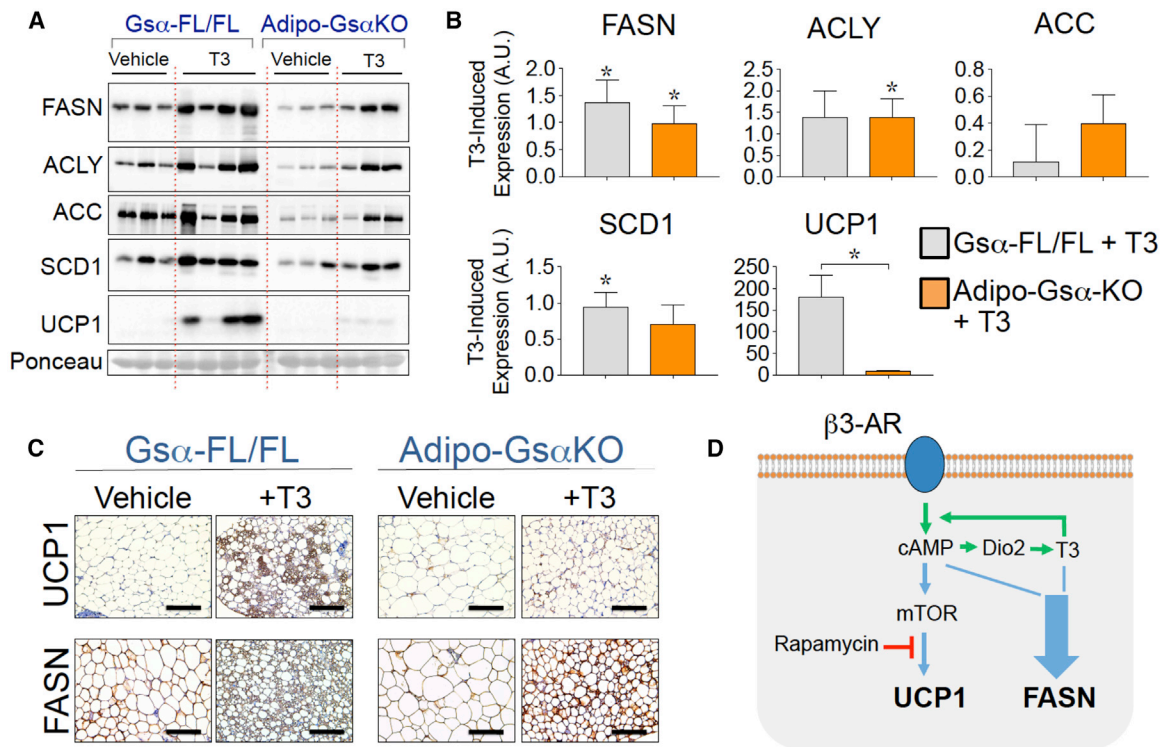 A
Gsα-FL/FL Adipo-GsαKO
Vehicle T3 Vehicle T3
FASN
ACLY
ACC
SCD1
UCP1
Ponceau
B
FASN ACLY ACC
T3-Induced
Expression (A.U.)
2.0
1.5
1.0
0.5
0.0
*
*
2.5
2.0
1.5
1.0
0.5
0.0
*
0.8
0.6
0.4
0.2
0.0
SCD1 UCP1
T3-Induced
Expression (A.U.)
1.5
1.0
0.5
0.0
*
250
200
150
100
50
0
*
Gsα-FL/FL + T3
Adipo-Gsα-KO
+ T3
C
Gsα-FL/FL Adipo-GsαKO
Vehicle +T3 Vehicle +T3
UCP1
FASN
D
β3-AR
cAMP Dio2 T3
mTOR
Rapamycin
UCP1 FASN